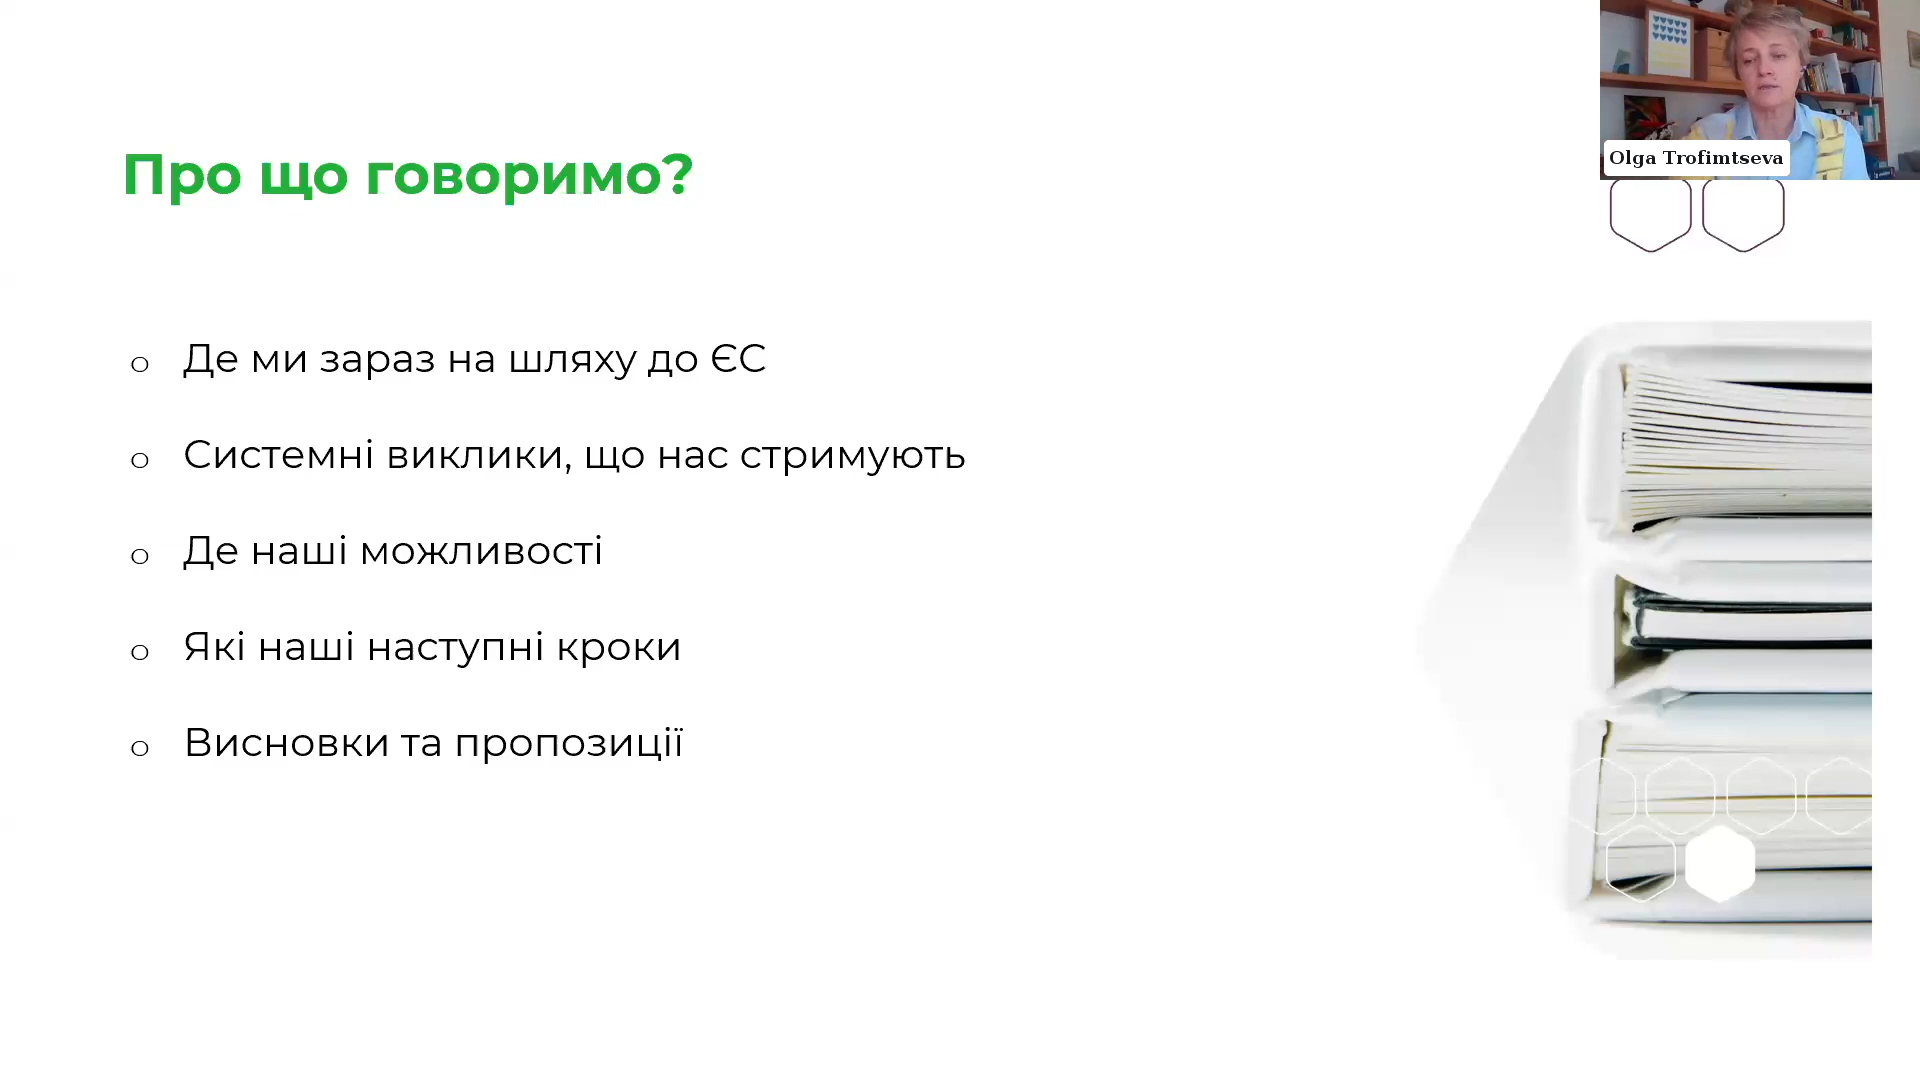 Olga Trofimtseva
Про що говоримо?
Де ми зараз на шляху до ЄС
Системні виклики, що нас стримують
Де наші можливості
Які наші наступні кроки
Висновки та пропозиції